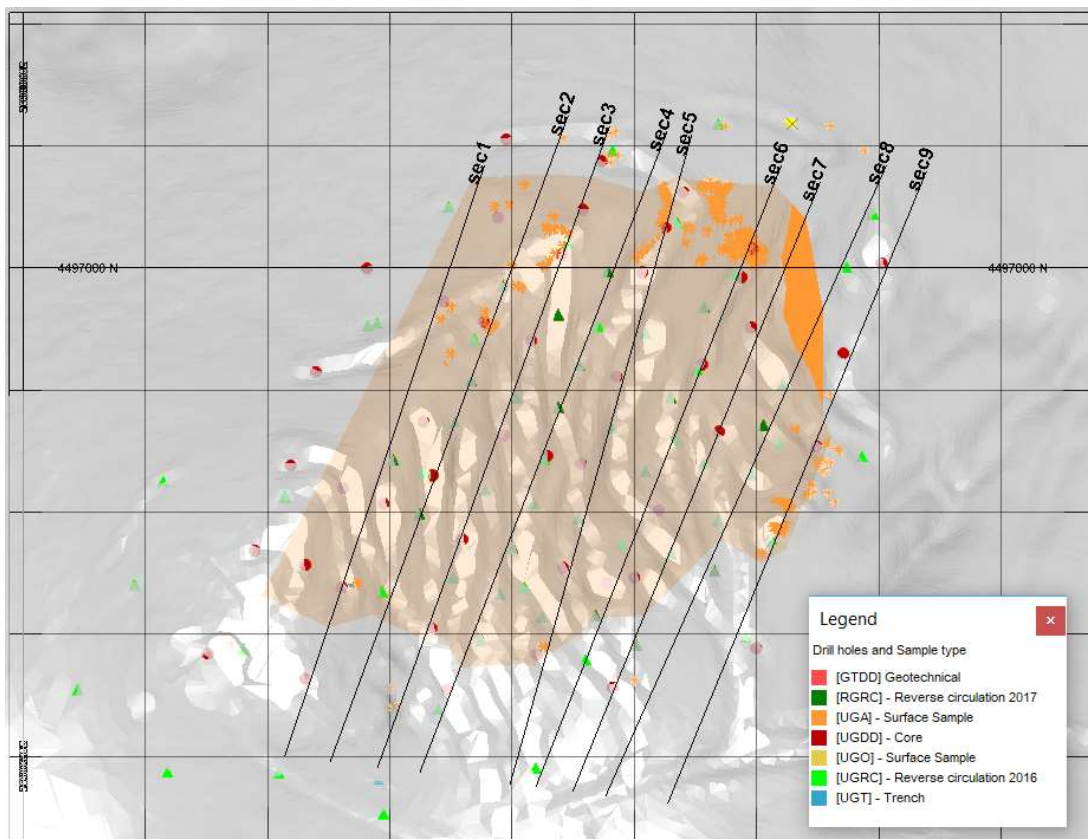 sec1
sec2
sec3
sec4
sec5
sec6
sec7
sec8
sec9
4497000 N
4497000 N
Legend
Drill holes and Sample type
[GTDD] Geotechnical
[RGRC] - Reverse circulation 2017
[UGA] - Surface Sample
[UGDD] - Core
[UGO] - Surface Sample
[UGRC] - Reverse circulation 2016
[UGT] - Trench